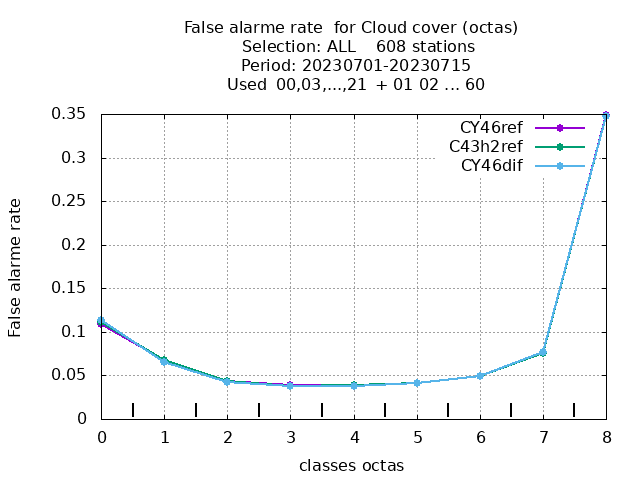 False alarme rate  for Cloud cover (octas)
Selection: ALL    608 stations
Period: 20230701-20230715
Used  00,03,...,21  + 01 02 ... 60
CY46ref
C43h2ref
CY46dif
False alarme rate
0.35
0.3
0.25
0.2
0.15
0.1
0.05
0
0 1 2 3 4 5 6 7 8
classes octas